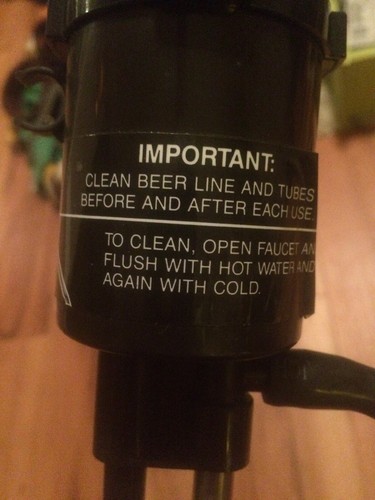 IMPORTANT:
CLEAN BEER LINE AND TUBES
BEFORE AND AFTER EACH USE.
TO CLEAN, OPEN FAUCET AN
FLUSH WITH HOT WATER AND
AGAIN WITH COLD.